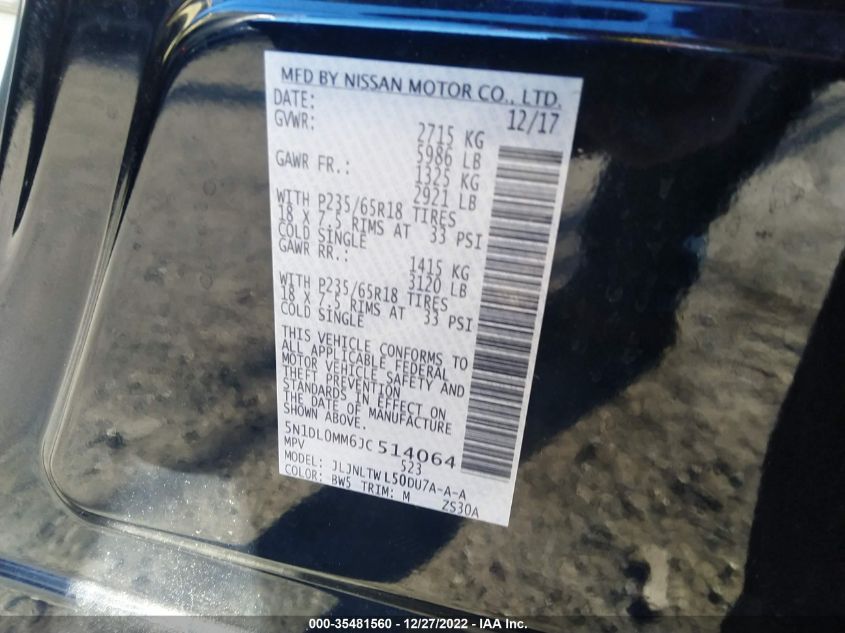 MFD BY NISSAN MOTOR CO., LTD.
DATE: 12/17
GVWR: 2715 KG
5986 LB
GAWR FR.: 1325 KG
2921 LB
WITH P235/65R18 TIRES
18 X 7.5 RIMS AT 33 PSI
COLD SINGLE
GAWR RR.: 1415 KG
3120 LB
WITH P235/65R18 TIRES
18 X 7.5 RIMS AT 33 PSI
COLD SINGLE
THIS VEHICLE CONFORMS TO
ALL APPLICABLE FEDERAL
MOTOR VEHICLE SAFETY AND
THEFT PREVENTION
STANDARDS IN EFFECT ON
THE DATE OF MANUFACTURE
SHOWN ABOVE.
5N1DL0MM6JC514064
MPV 523
MODEL: JLJNLTWL50DU7A-A-A
COLOR: BW5 TRIM: M ZS30A
000-35481560 - 12/27/2022 - IAA Inc.